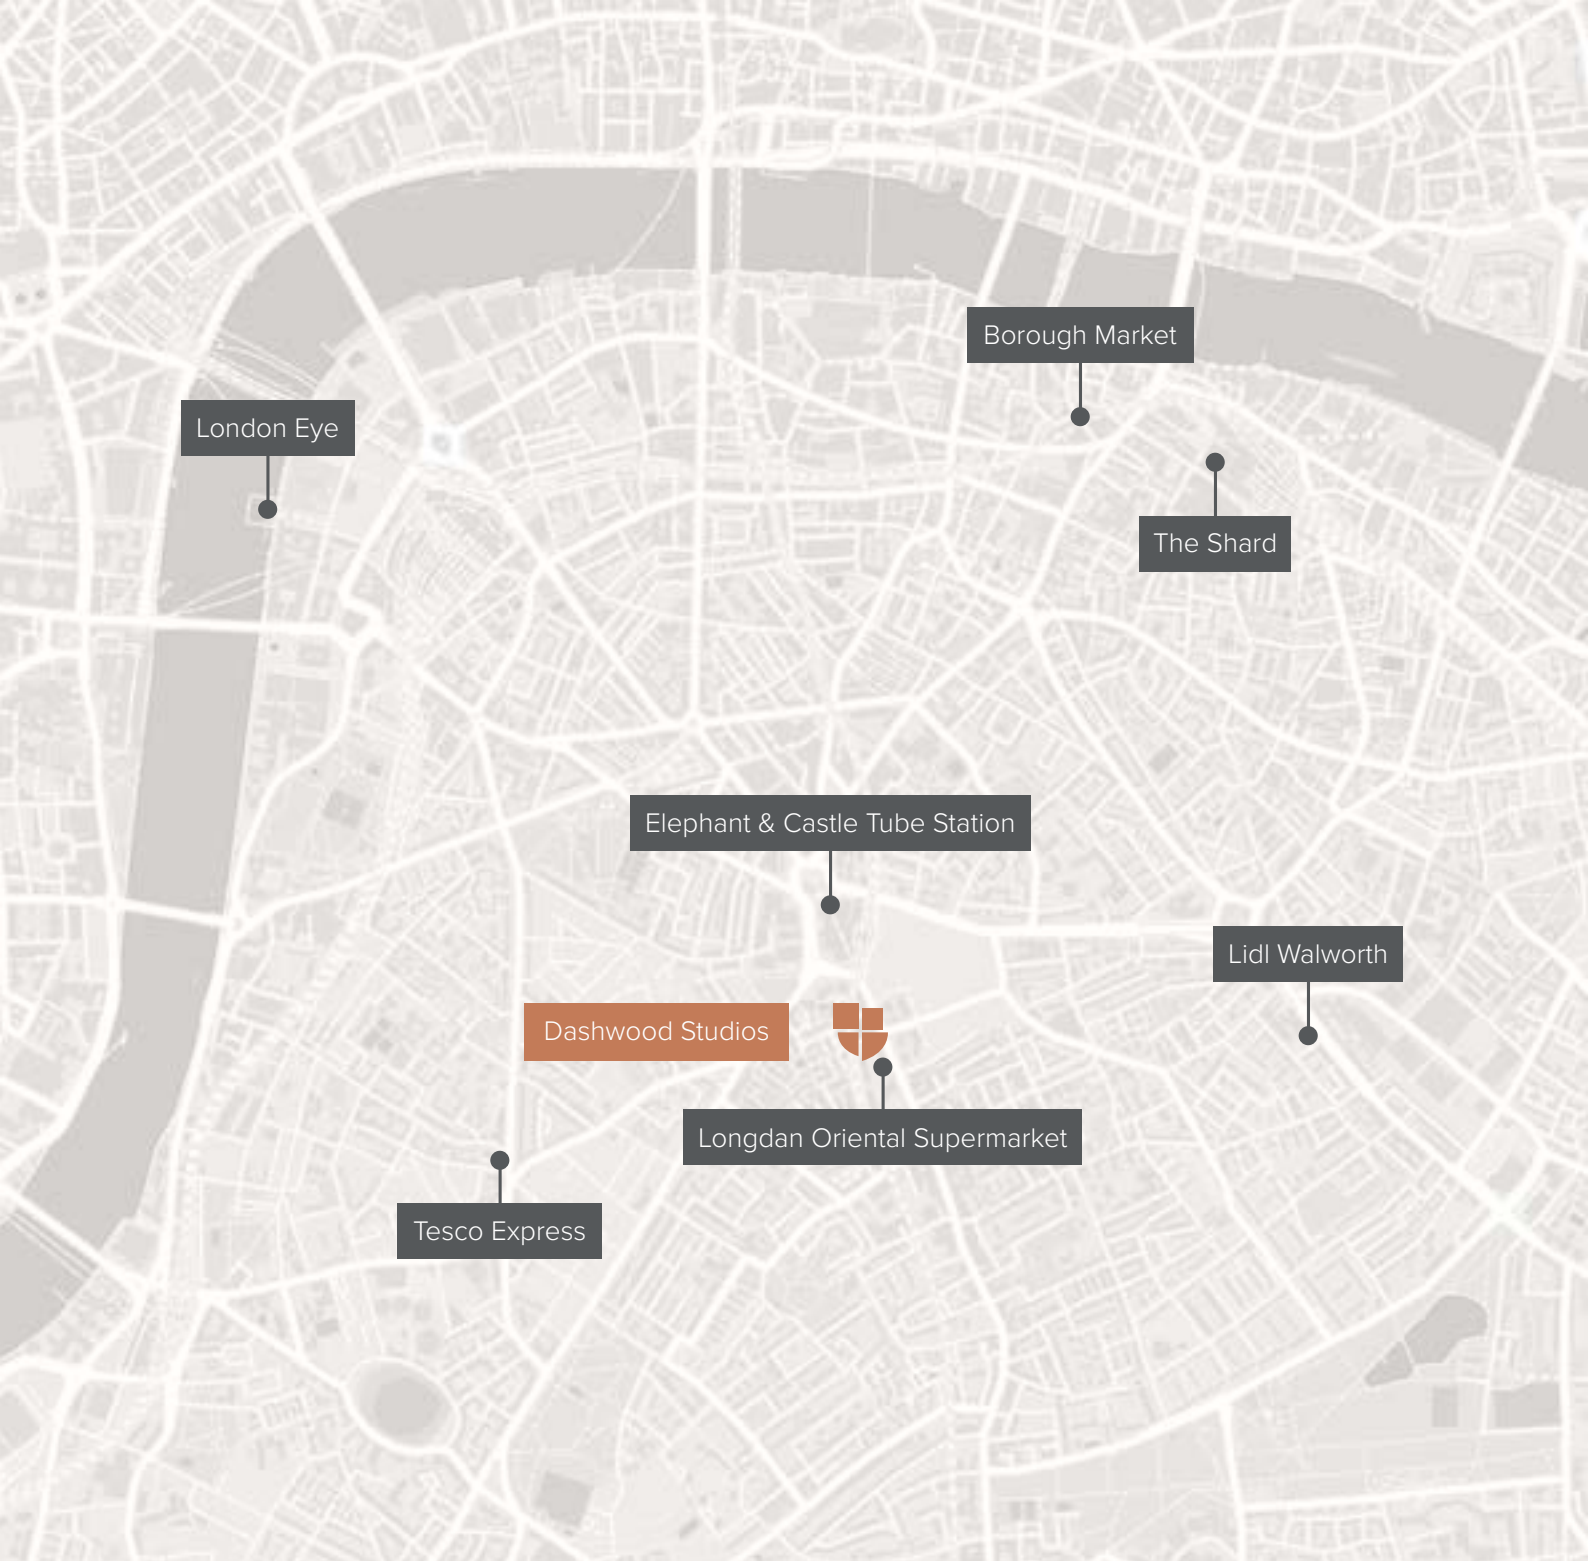 Borough Market
London Eye
The Shard
Elephant & Castle Tube Station
Lidl Walworth
Dashwood Studios
Longdan Oriental Supermarket
Tesco Express